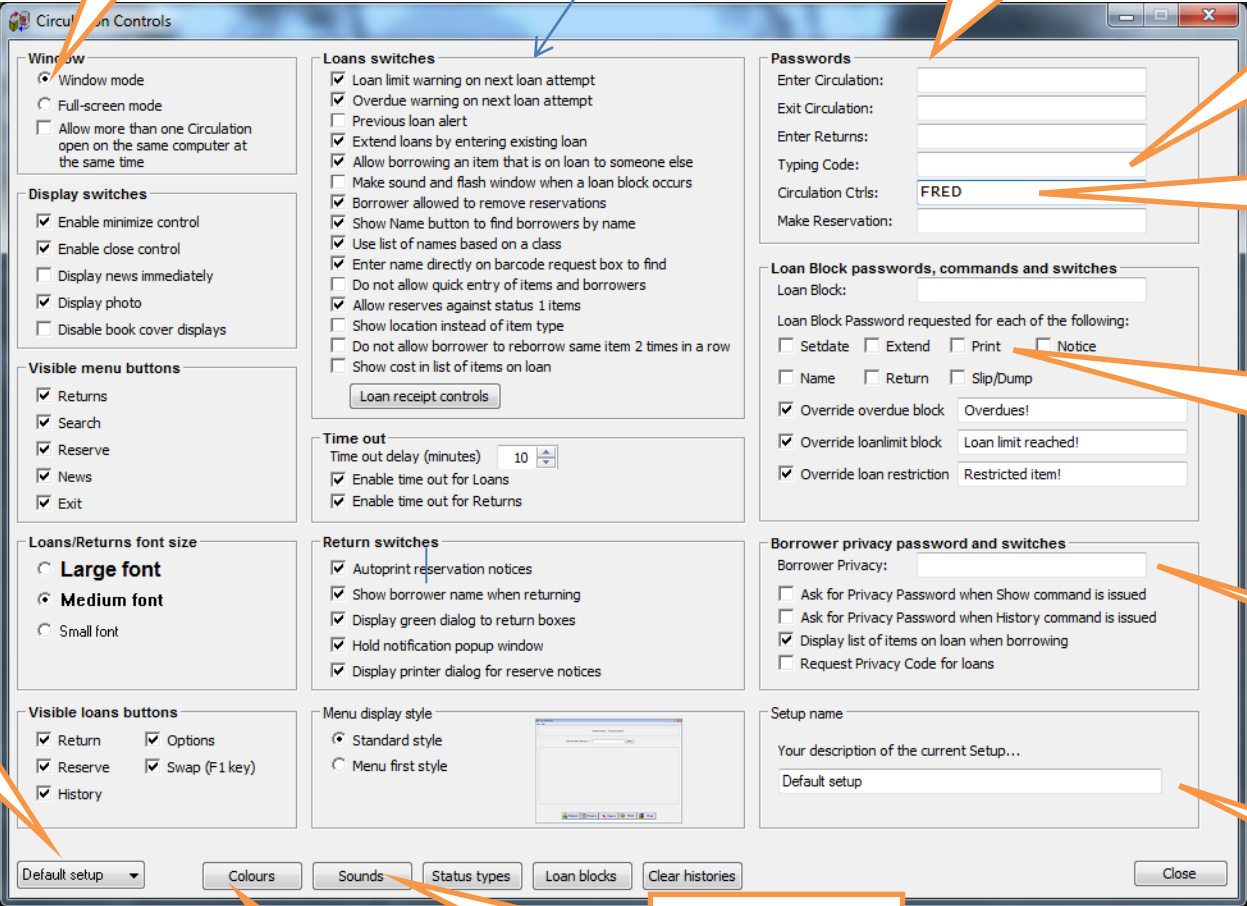 Circulation Controls
Window
Window mode
Full-screen mode
Allow more than one Circulation
open on the same computer at
the same time
Display switches
Enable minimize control
Enable close control
Display news immediately
Display photo
Disable book cover displays
Visible menu buttons
Returns
Search
Reserve
News
Exit
Loans/Returns font size
Large font
Medium font
Small font
Visible loans buttons
Return Options
Reserve Swap (F1 key)
History
Loans switches
Loan limit warning on next loan attempt
Overdue warning on next loan attempt
Previous loan alert
Extend loans by entering existing loan
Allow borrowing an item that is on loan to someone else
Make sound and flash window when a loan block occurs
Borrower allowed to remove reservations
Show Name button to find borrowers by name
Use list of names based on a class
Enter name directly on barcode request box to find
Do not allow quick entry of items and borrowers
Allow reserves against status 1 items
Show location instead of item type
Do not allow borrower to reborrow same item 2 times in a row
Show cost in list of items on loan
Loan receipt controls
Time out
Time out delay (minutes) 10
Enable time out for Loans
Enable time out for Returns
Return switches
Autoprint reservation notices
Show borrower name when returning
Display green dialog to return boxes
Hold notification popup window
Display printer dialog for reserve notices
Menu display style
Standard style
Menu first style
Passwords
Enter Circulation:
Exit Circulation:
Enter Returns:
Typing Code:
Circulation Ctrls: FRED
Make Reservation:
Loan Block passwords, commands and switches
Loan Block:
Loan Block Password requested for each of the following:
Setdate Extend Print Notice
Name Return Slip/Dump
Override overdue block Overdues!
Override loanlimit block Loan limit reached!
Override loan restriction Restricted item!
Borrower privacy password and switches
Borrower Privacy:
Ask for Privacy Password when Show command is issued
Ask for Privacy Password when History command is issued
Display list of items on loan when borrowing
Request Privacy Code for loans
Setup name
Your description of the current Setup...
Default setup
Default setup Colours Sounds Status types Loan blocks Clear histories Close